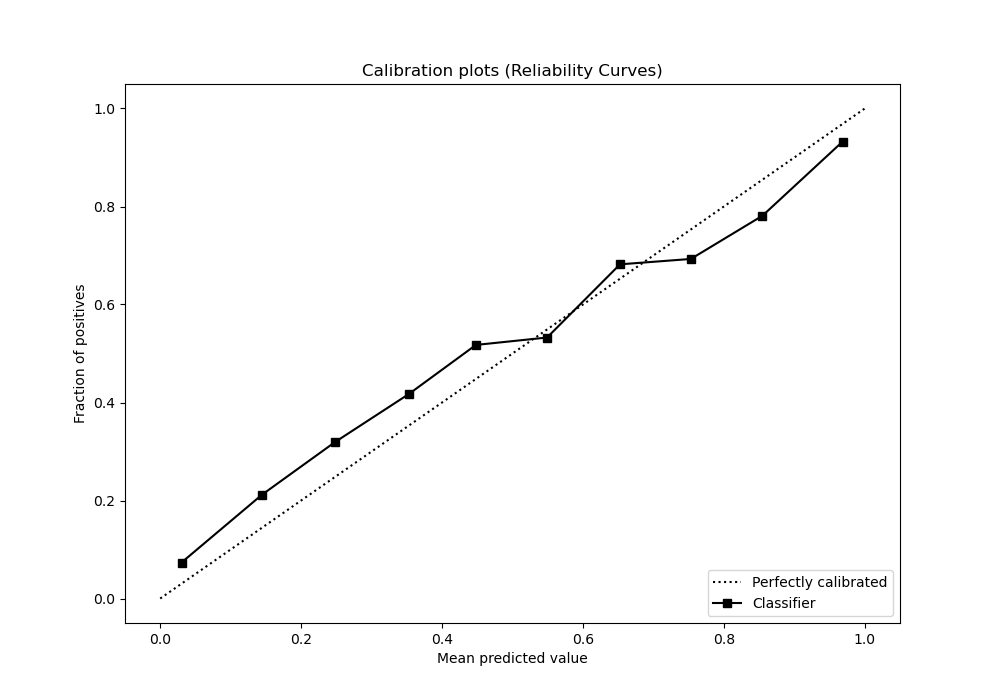 Calibration plots (Reliability Curves)
Fraction of positives
1.0
0.8
0.6
0.4
0.2
0.0
Perfectly calibrated
Classifier
0.0 0.2 0.4 0.6 0.8 1.0
Mean predicted value